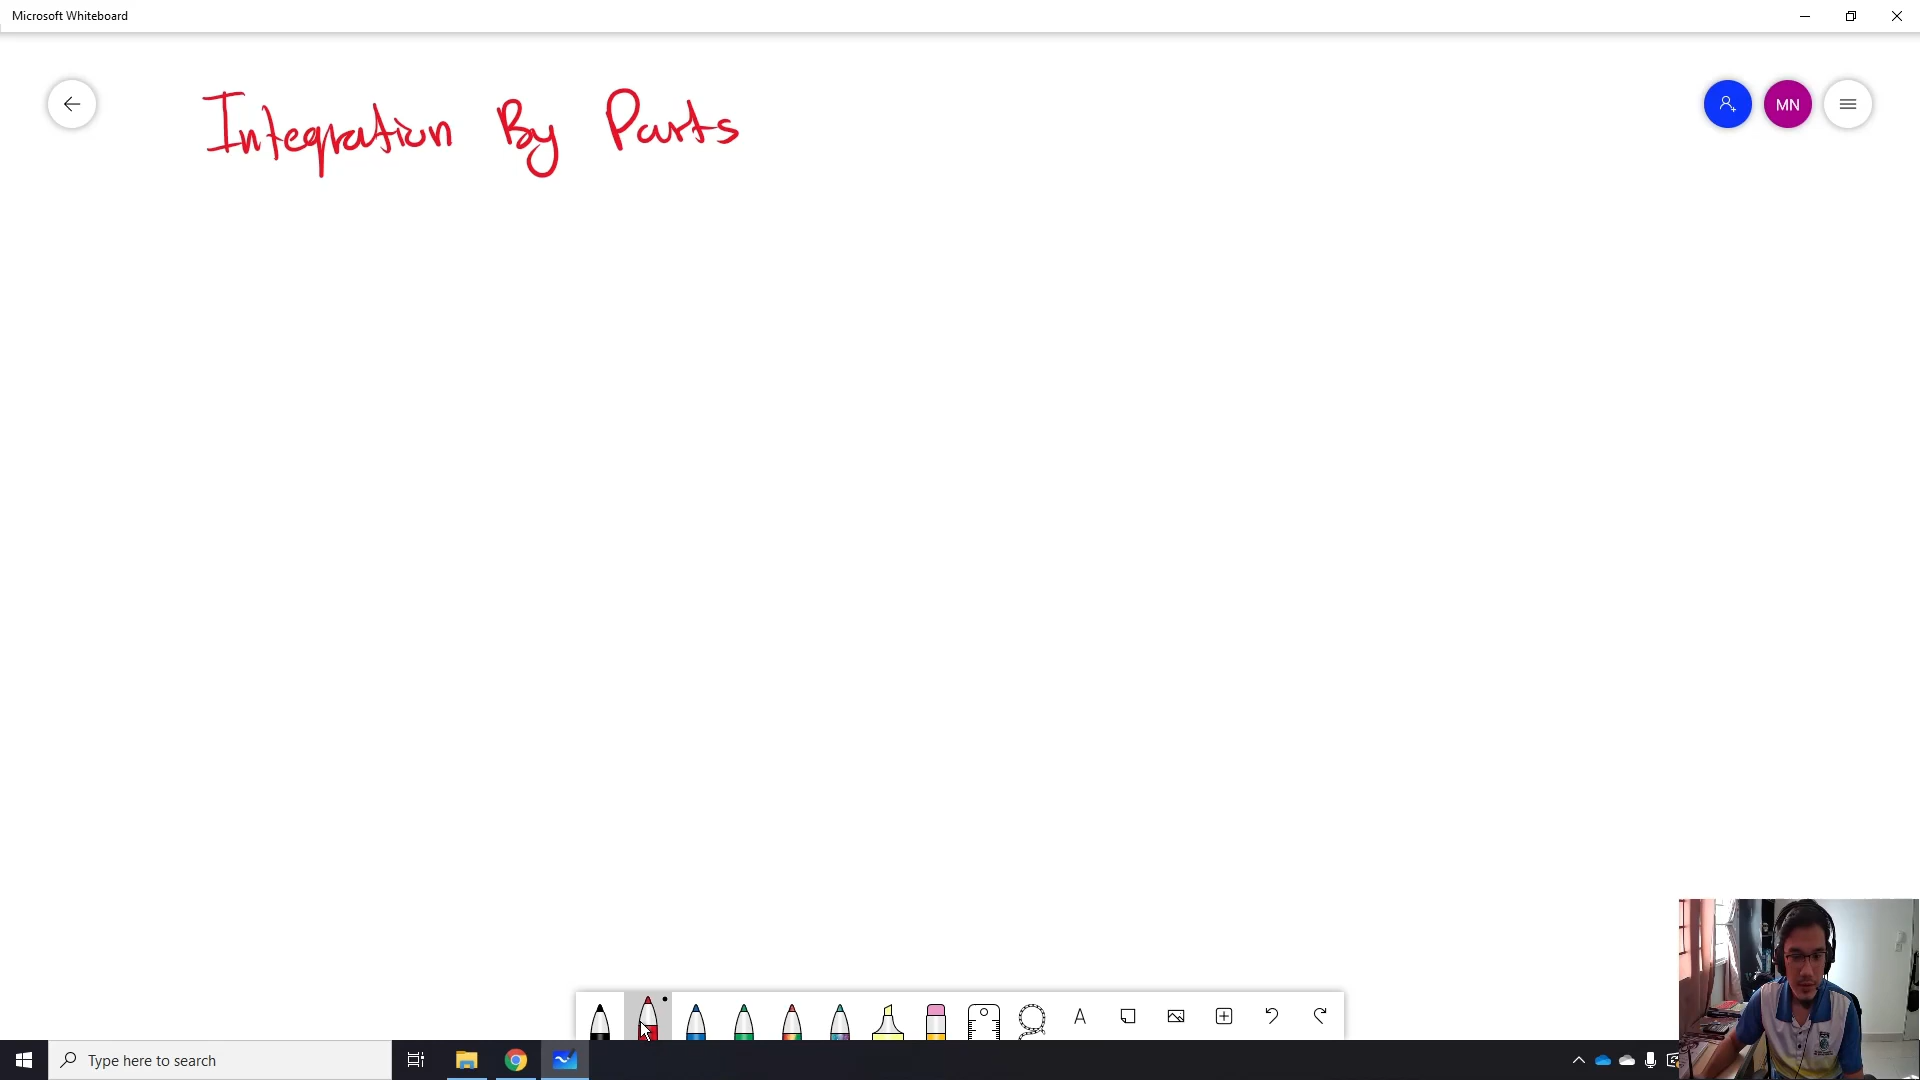 Microsoft Whiteboard
Integration By Parts
MN
Type here to search